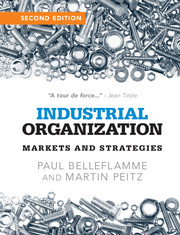 SECOND EDITION
"A tour de force..." - Jean Tirole
INDUSTRIAL
ORGANIZATION
MARKETS AND STRATEGIES
PAUL BELLEFLAMME
AND MARTIN PEITZ